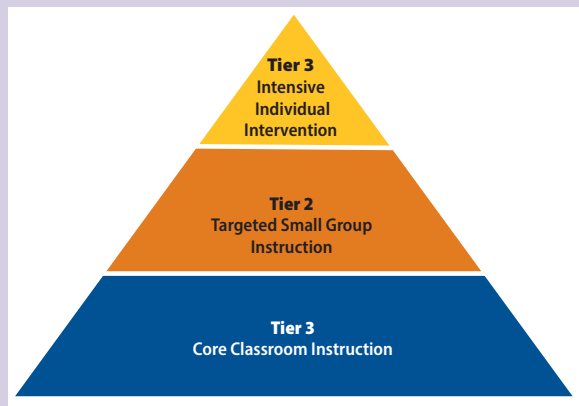 Tier 3
Intensive
Individual
Intervention
Tier 2
Targeted Small Group
Instruction
Tier 3
Core Classroom Instruction